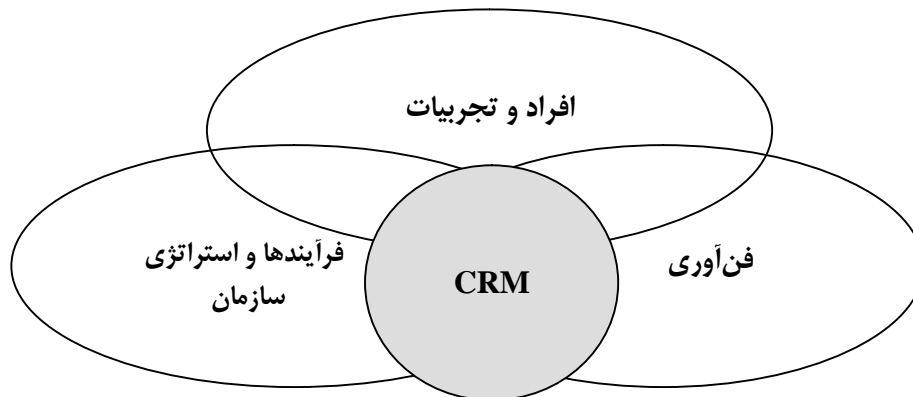 افراد و تجربیات
فرآیندها و استراتژی
سازمان
CRM
فن‌آوری